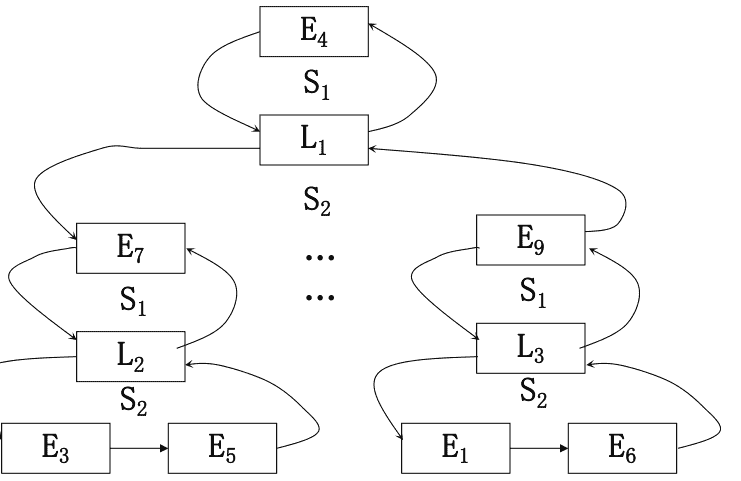 E₄
S₁
L₁
S₂
E₇ ... E₉
S₁ ... S₁
L₂ L₃
S₂ S₂
E₃ E₅ E₁ E₆